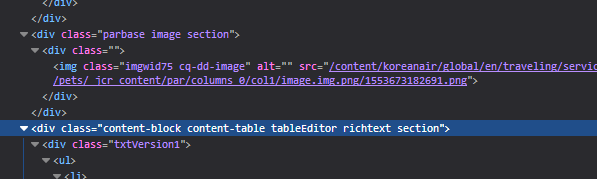 </div>
</div>
<div class="parbase image section">
<div class="">
<img class="imgwid75 cq-dd-image" alt="" src="/content/koreanair/global/en/traveling/servic
/pets/_jcr_content/par/columns_0/col1/image.img.png/1553673182691.png">
</div>
</div>
<div class="content-block content-table tableEditor richtext section">
<div class="txtVersion1">
<ul>
<li>